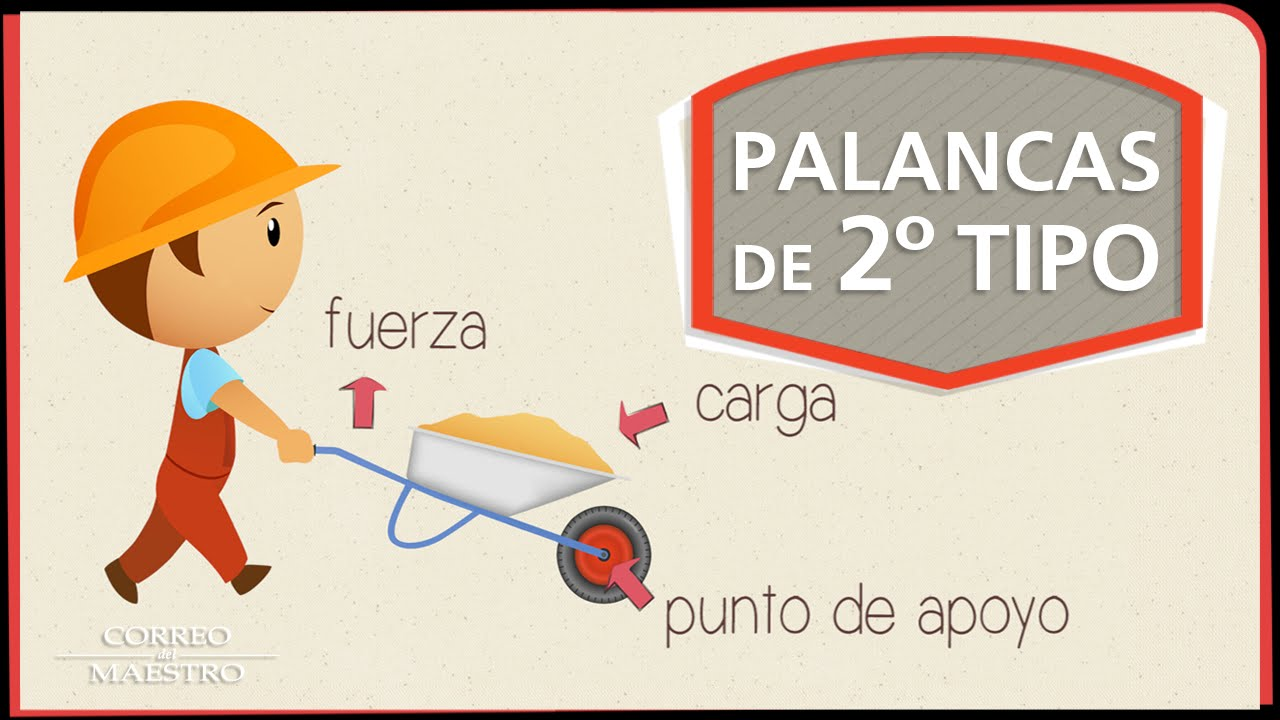 PALANCAS
DE 2º TIPO
fuerza
carga
punto de apoyo
CORREO
del
MAESTRO